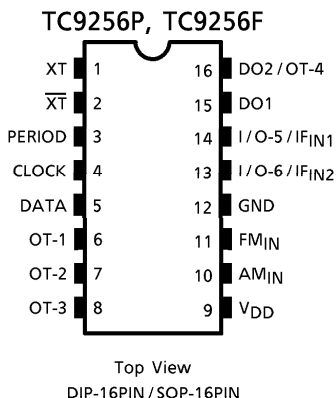 TC9256P, TC9256F
XT 1 16 DO2 / OT-4
X̅T̅ 2 15 DO1
PERIOD 3 14 I / O-5 / IFIN1
CLOCK 4 13 I / O-6 / IFIN2
DATA 5 12 GND
OT-1 6 11 FMIN
OT-2 7 10 AMIN
OT-3 8 9 VDD
Top View
DIP-16PIN / SOP-16PIN